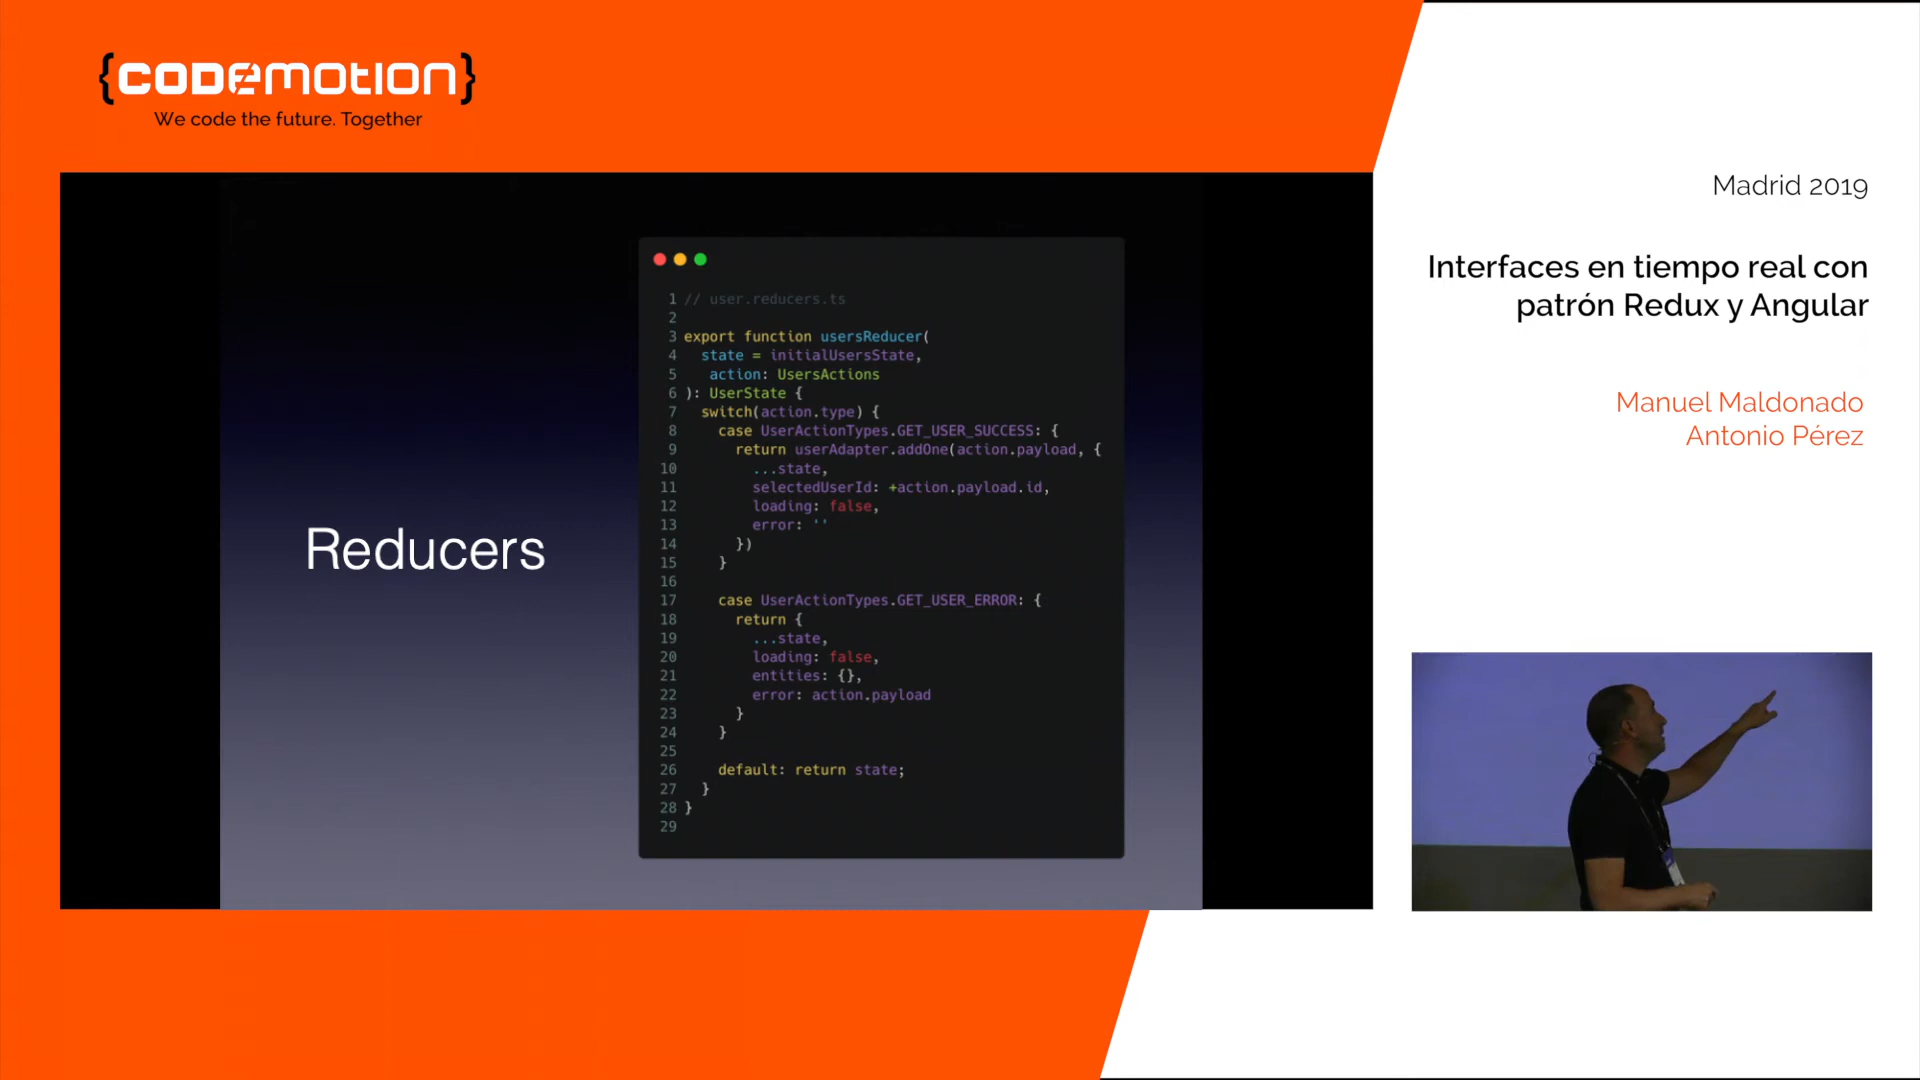 {CODEMOTION}
We code the future. Together
Madrid 2019
Interfaces en tiempo real con
patrón Redux y Angular
Manuel Maldonado
Antonio Pérez
Reducers
1 // user.reducers.ts
2
3 export function usersReducer(
4   state = initialUsersState,
5    action: UsersActions
6 ): UserState {
7   switch(action.type) {
8     case UserActionTypes.GET_USER_SUCCESS: {
9       return userAdapter.addOne(action.payload, {
10         ...state,
11         selectedUserId: +action.payload.id,
12         loading: false,
13         error: ''
14       })
15     }
16
17     case UserActionTypes.GET_USER_ERROR: {
18       return {
19         ...state,
20         loading: false,
21         entities: {},
22         error: action.payload
23       }
24     }
25
26     default: return state;
27   }
28 }
29